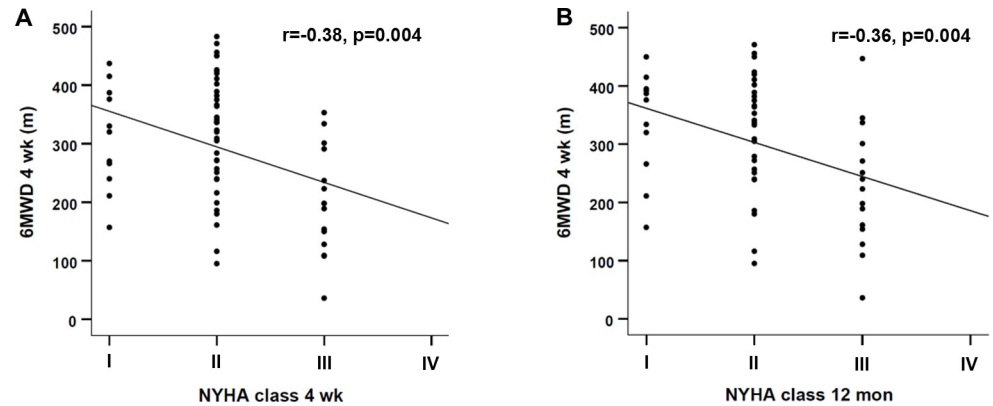 A
r=-0.38, p=0.004
6MWD 4 wk (m)
500
400
300
200
100
0
I II III IV
NYHA class 4 wk
B
r=-0.36, p=0.004
6MWD 4 wk (m)
500
400
300
200
100
0
I II III IV
NYHA class 12 mon